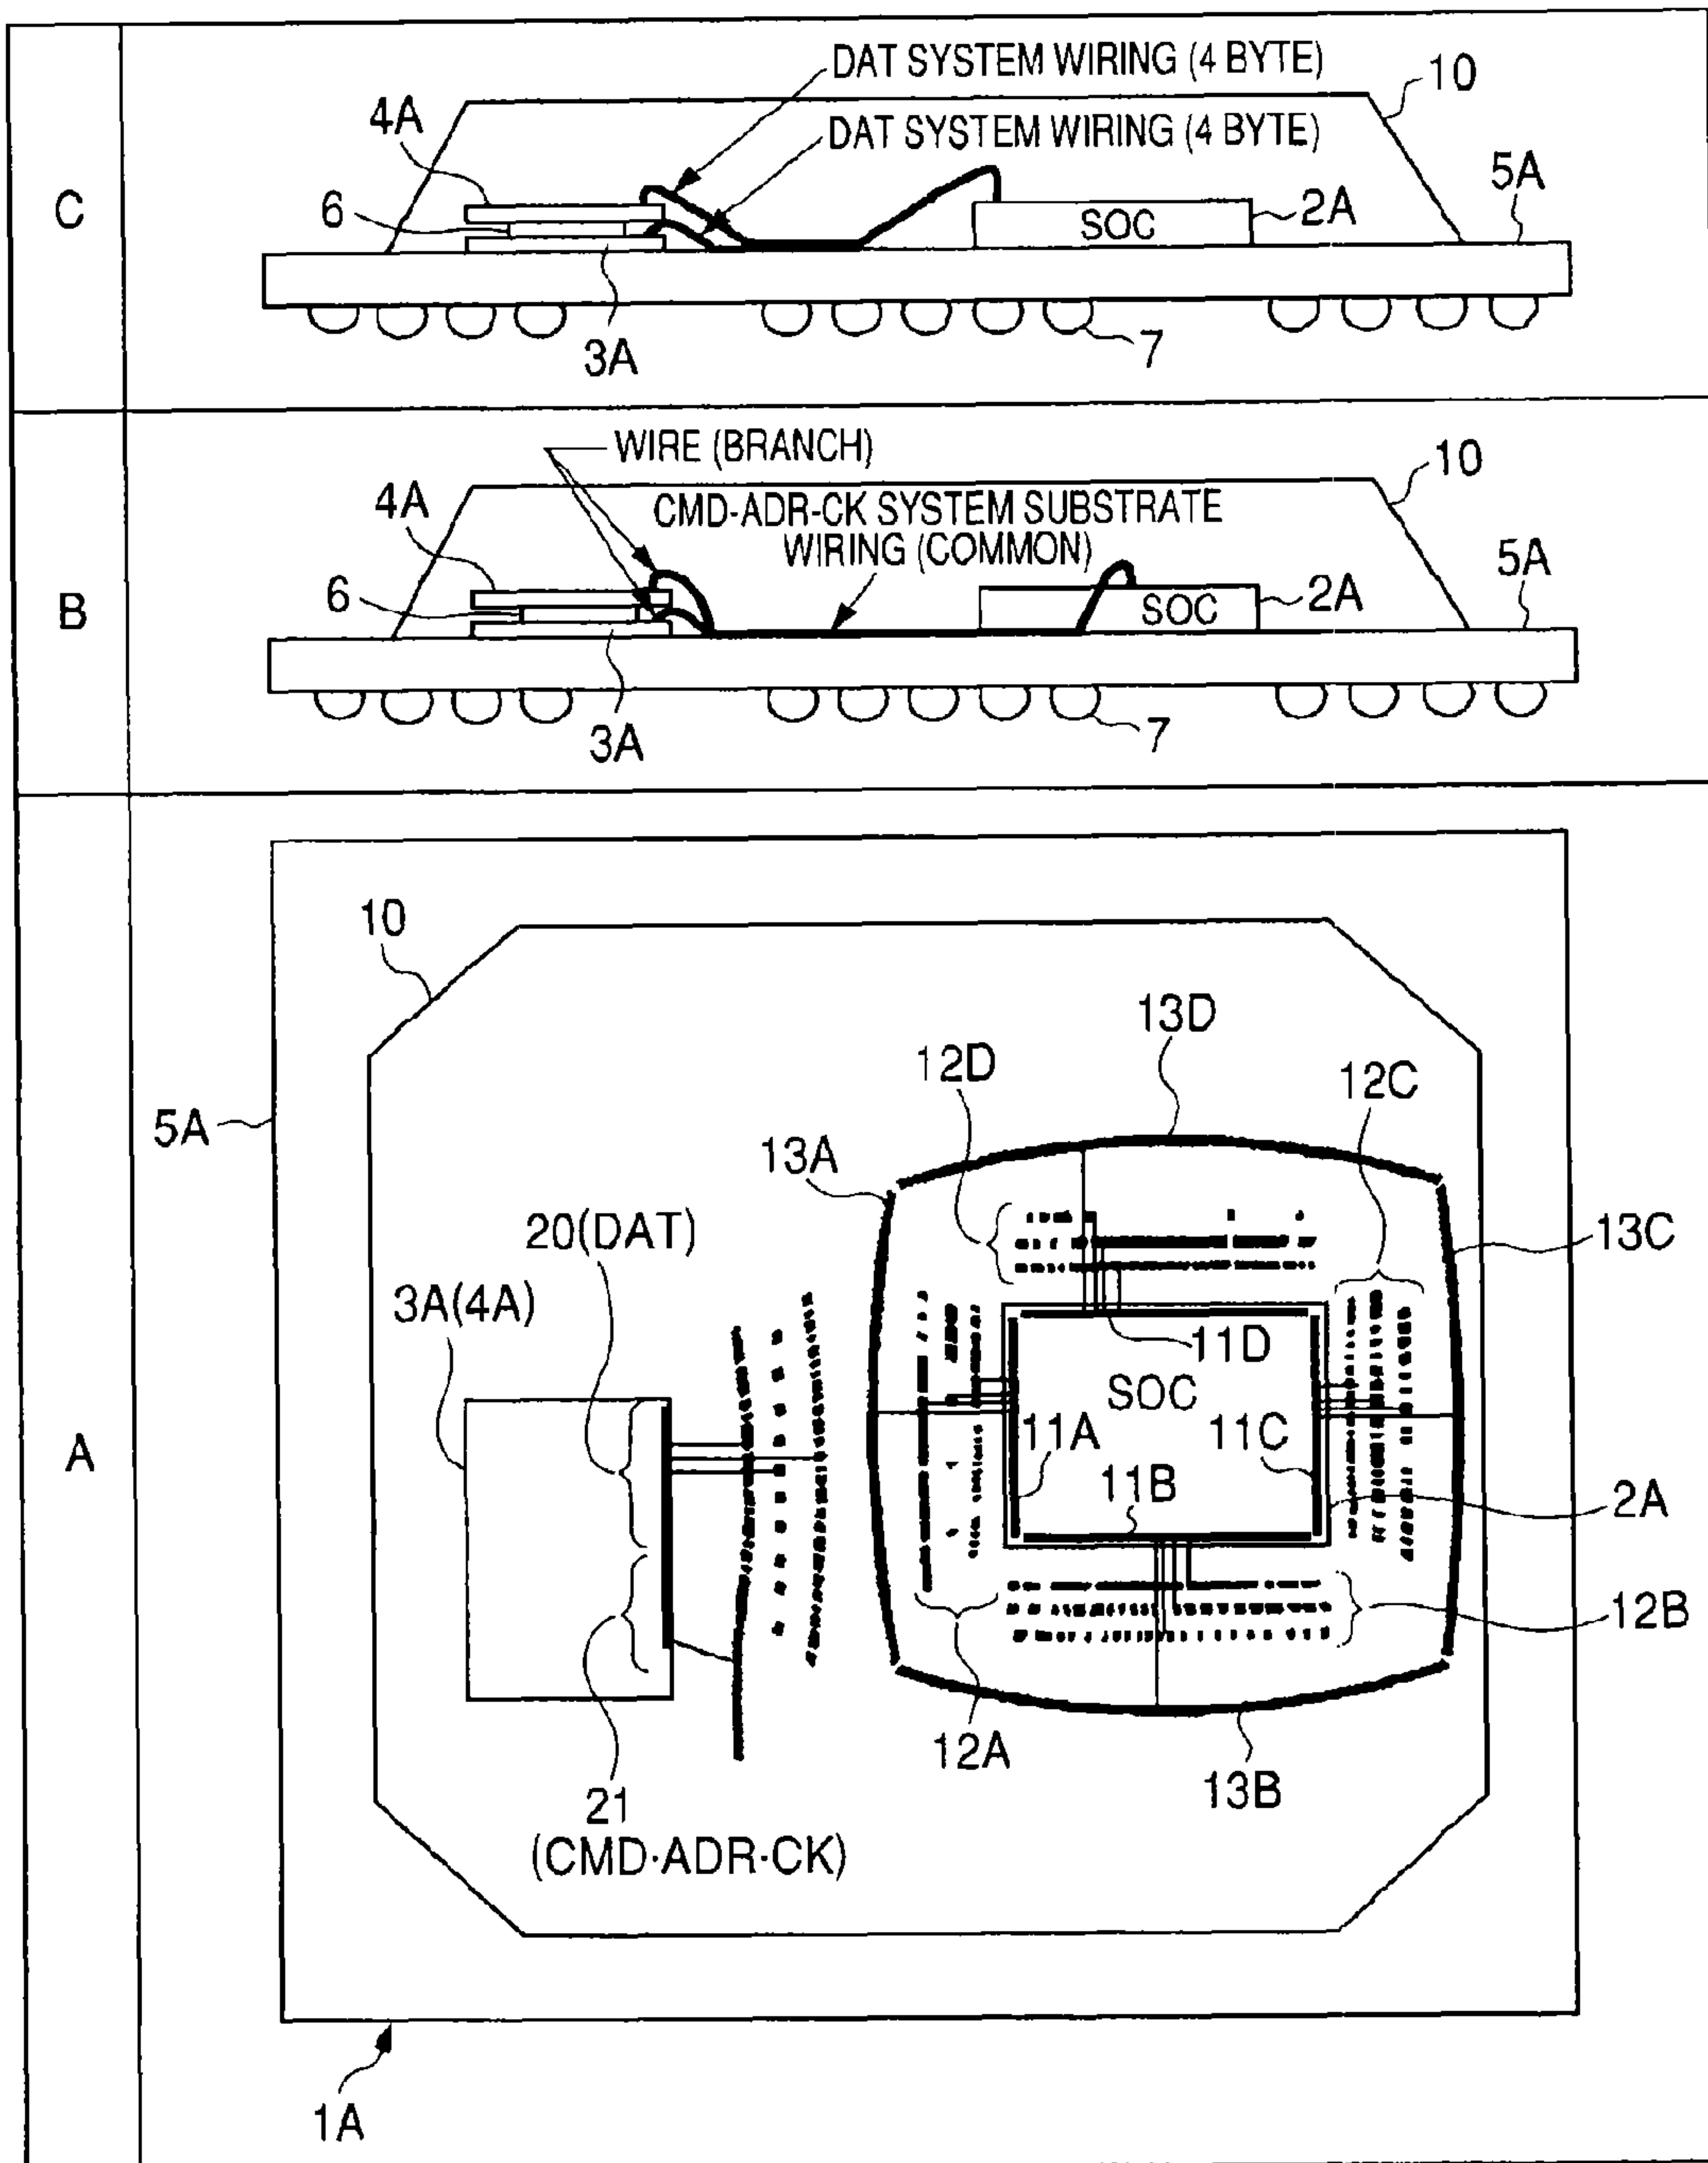 C
DAT SYSTEM WIRING (4 BYTE)
10
4A
DAT SYSTEM WIRING (4 BYTE)
5A
6
2A
SOC
3A
7
B
WIRE (BRANCH)
10
4A
CMD-ADR-CK SYSTEM SUBSTRATE
WIRING (COMMON)
5A
6
2A
SOC
3A
7
A
10
13D
12D
12C
5A
13A
20(DAT)
13C
3A(4A)
11D
SOC
11A
11C
11B
2A
12B
12A
13B
21
(CMD·ADR·CK)
1A